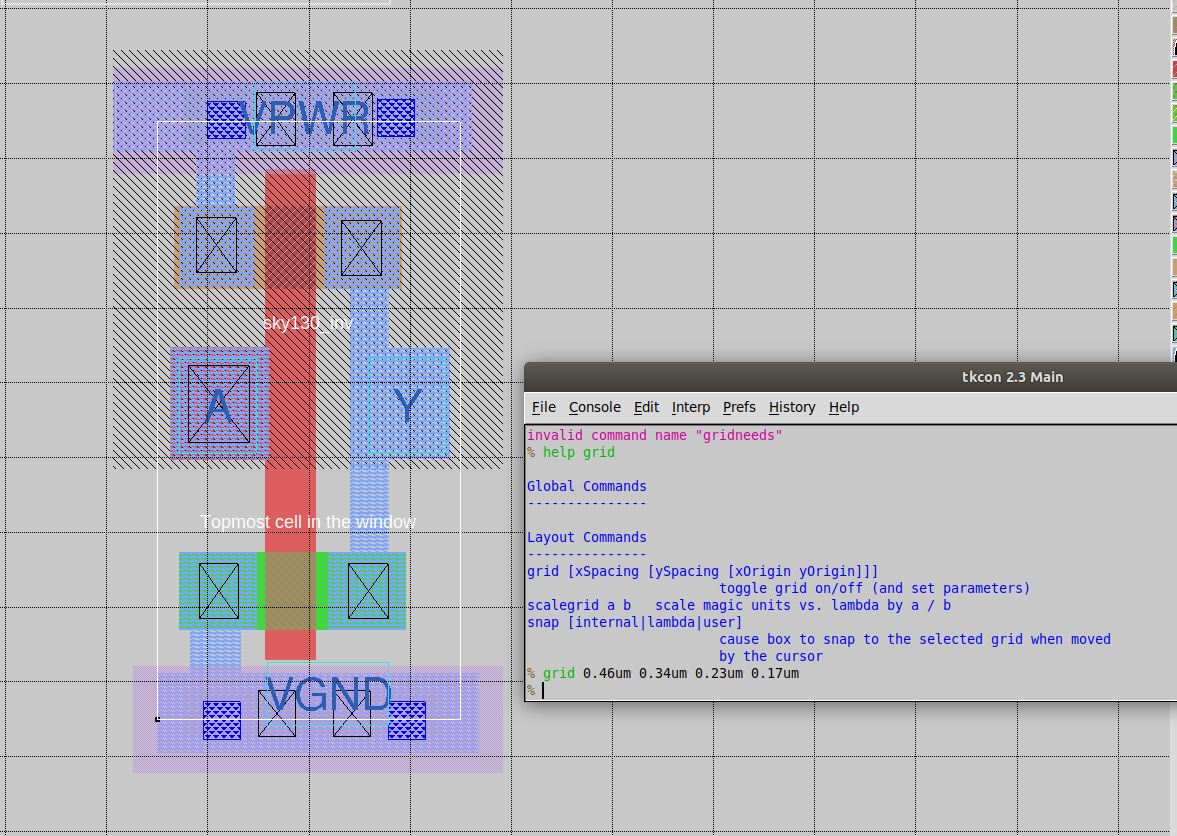 VPWR
sky130_inv
A
Y
Topmost cell in the window
VGND
tkcon 2.3 Main
File Console Edit Interp Prefs History Help
invalid command name "gridneeds"
% help grid
Global Commands
---------------
Layout Commands
---------------
grid [xSpacing [ySpacing [xOrigin yOrigin]]]
toggle grid on/off (and set parameters)
scalegrid a b   scale magic units vs. lambda by a / b
snap [internal|lambda|user]
cause box to snap to the selected grid when moved
by the cursor
% grid 0.46um 0.34um 0.23um 0.17um
%